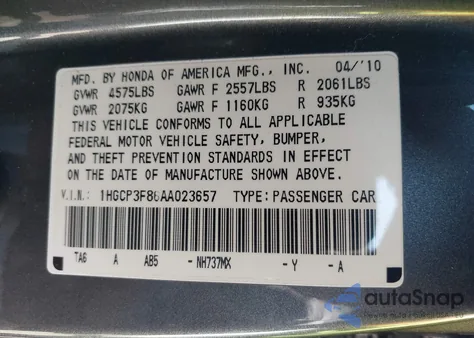 MFD. BY HONDA OF AMERICA MFG., INC. 04/'10
GVWR 4575LBS GAWR F 2557LBS R 2061LBS
GVWR 2075KG GAWR F 1160KG R 935KG
THIS VEHICLE CONFORMS TO ALL APPLICABLE
FEDERAL MOTOR VEHICLE SAFETY, BUMPER,
AND THEFT PREVENTION STANDARDS IN EFFECT
ON THE DATE OF MANUFACTURE SHOWN ABOVE.
V.I.N.: 1HGCP3F86AA023657 TYPE: PASSENGER CAR
TA6 A AB5 -NH737MX -Y -A
autoSnap